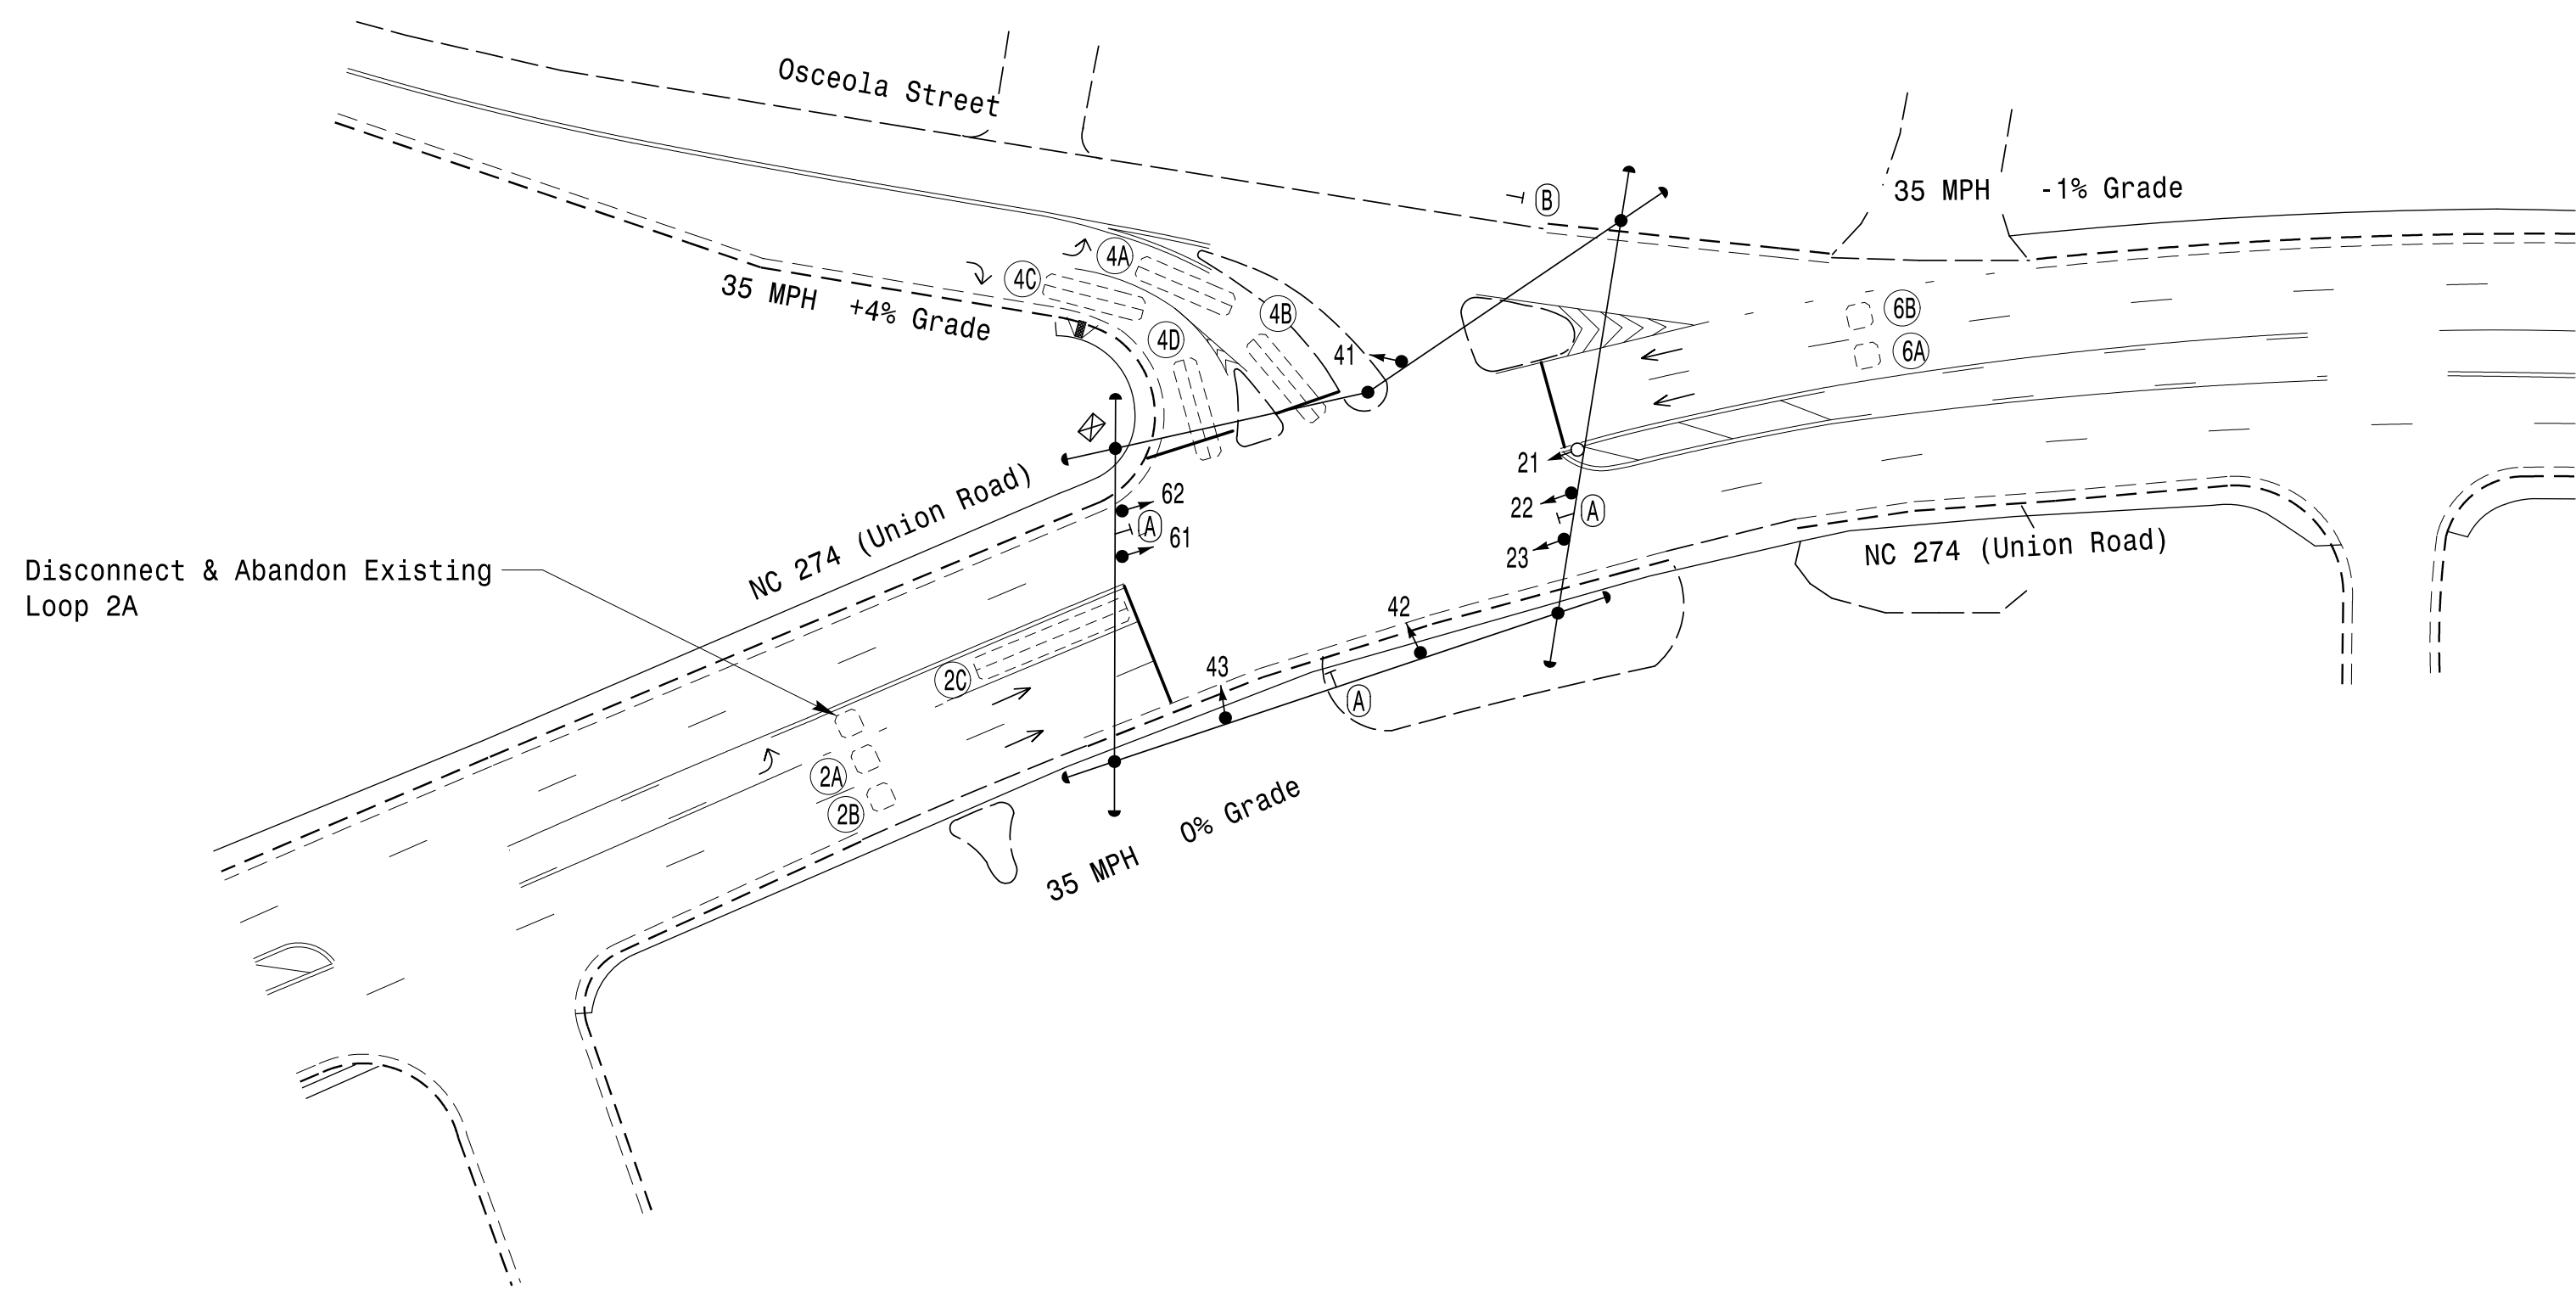 Osceola Street
B
35 MPH -1% Grade
4A
4C
35 MPH +4% Grade
4B
6B
4D
41
6A
21
NC 274 (Union Road)
62
22
A
A
61
23
NC 274 (Union Road)
Disconnect & Abandon Existing
Loop 2A
42
43
2C
A
2A
2B
0% Grade
35 MPH